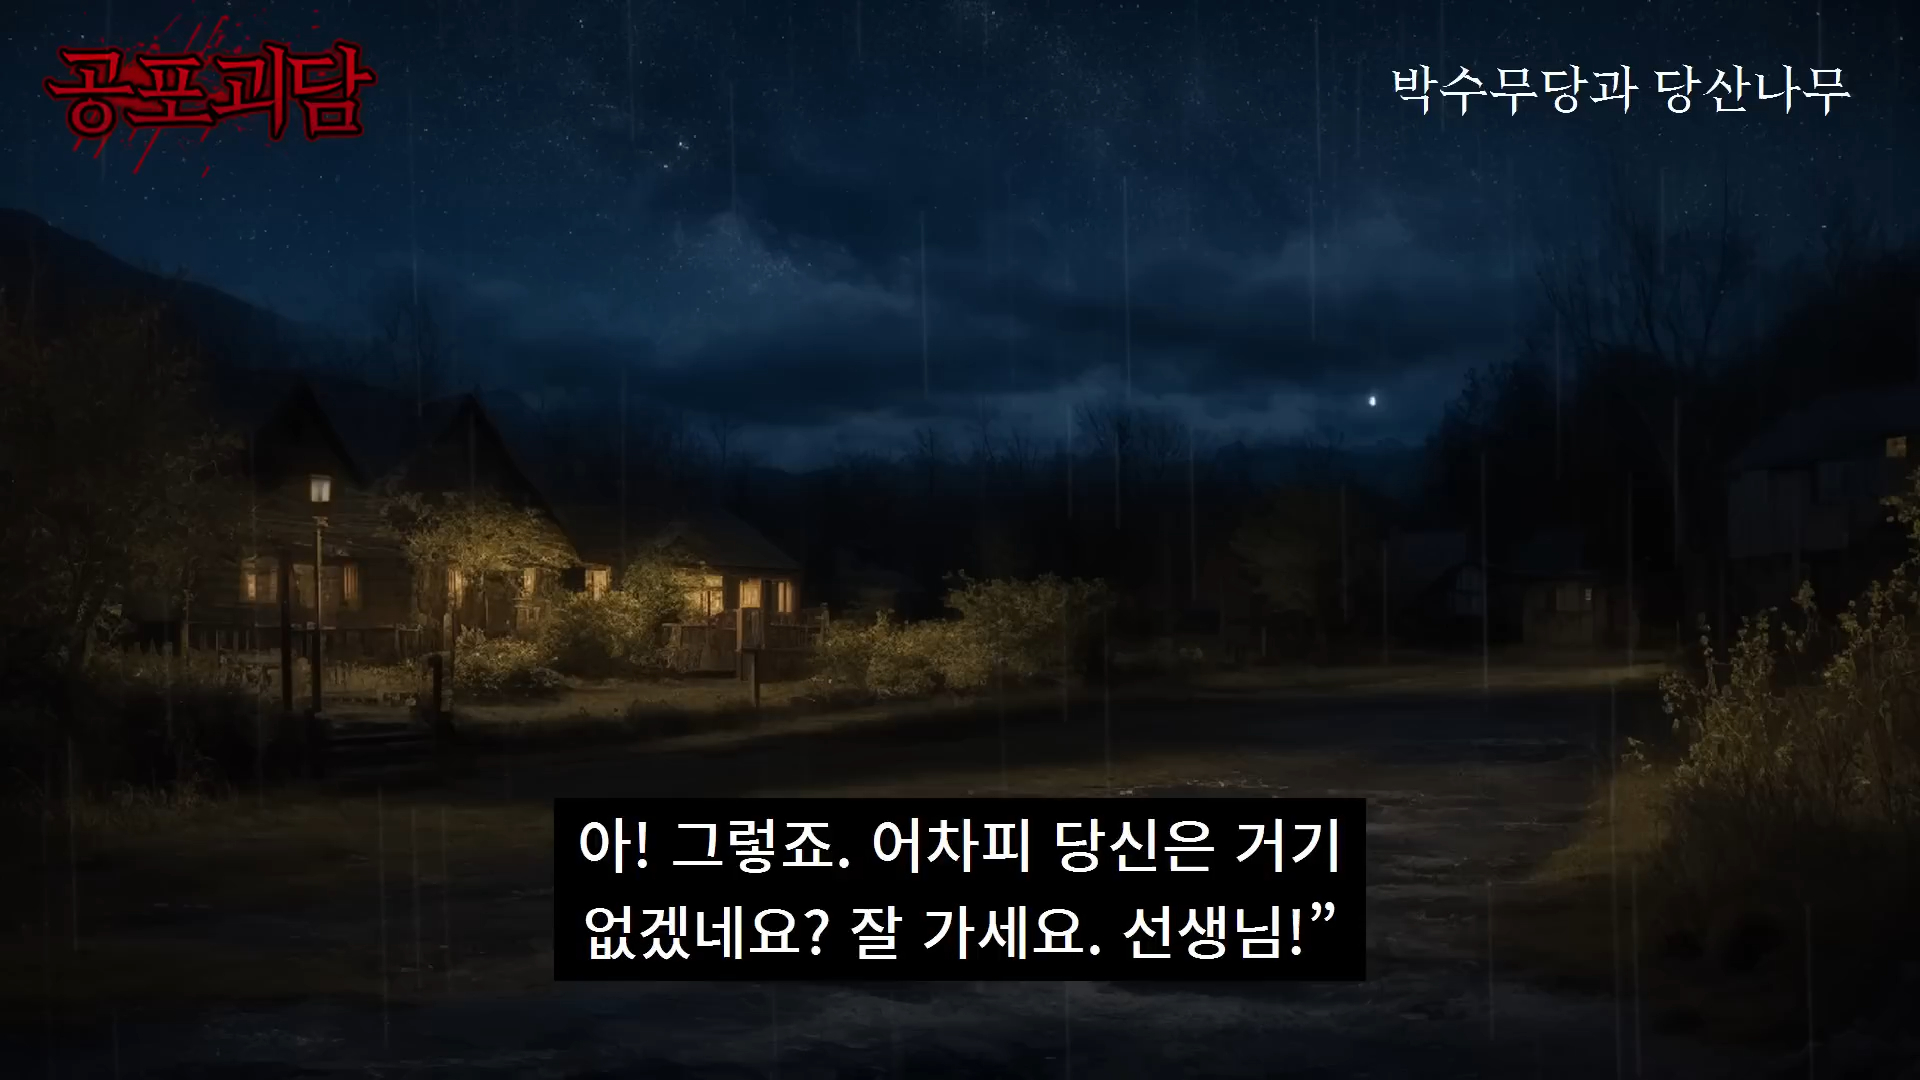 공포괴담
박수무당과 당산나무
아! 그렇죠. 어차피 당신은 거기
없겠네요? 잘 가세요. 선생님!”